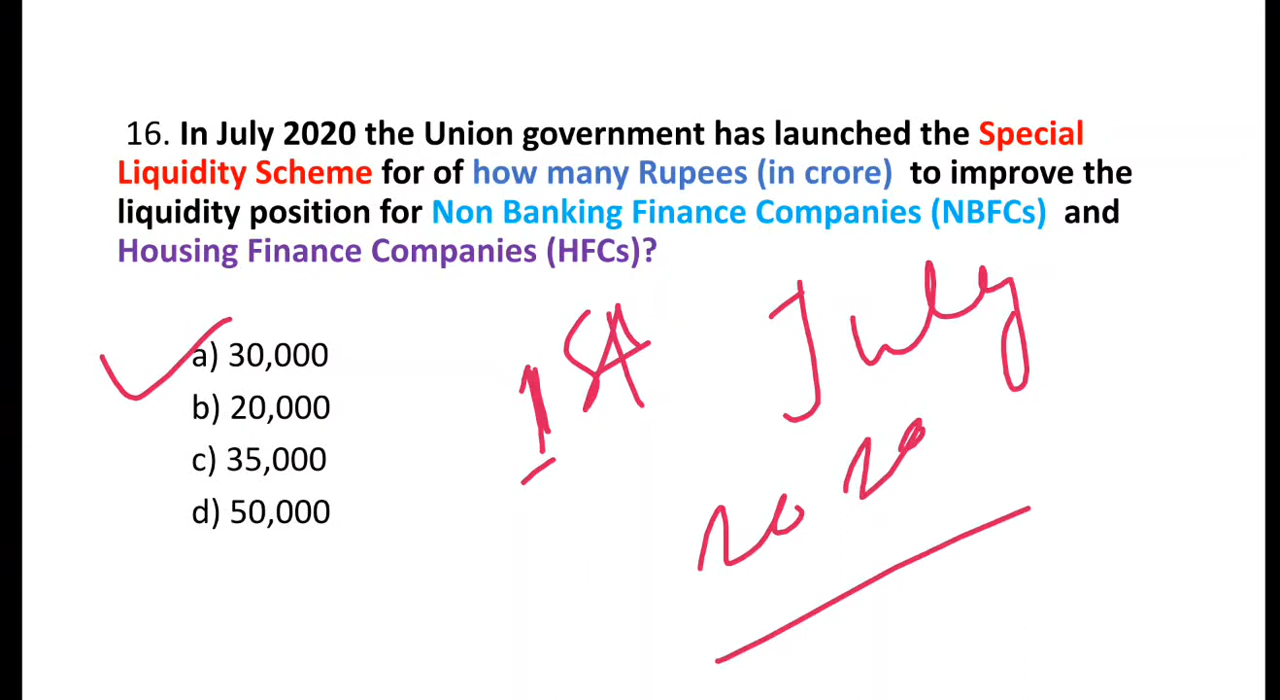 16. In July 2020 the Union government has launched the Special
Liquidity Scheme for of how many Rupees (in crore) to improve the
liquidity position for Non Banking Finance Companies (NBFCs) and
Housing Finance Companies (HFCs)?
a) 30,000
b) 20,000
c) 35,000
d) 50,000
1st July
2020